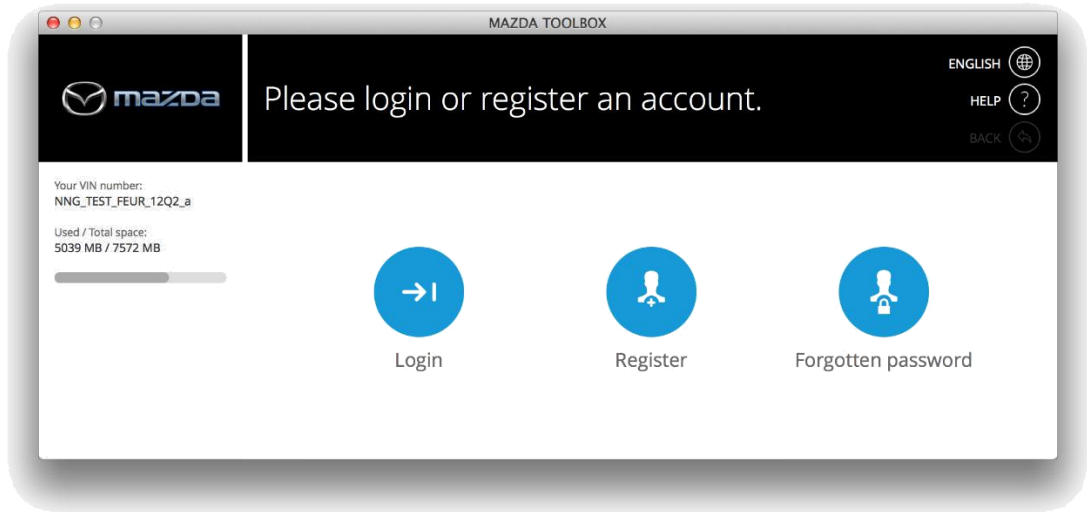 MAZDA TOOLBOX
mazda
Please login or register an account.
ENGLISH
HELP ?
BACK
Your VIN number:
NNG_TEST_FEUR_12Q2_a
Used / Total space:
5039 MB / 7572 MB
Login
Register
Forgotten password